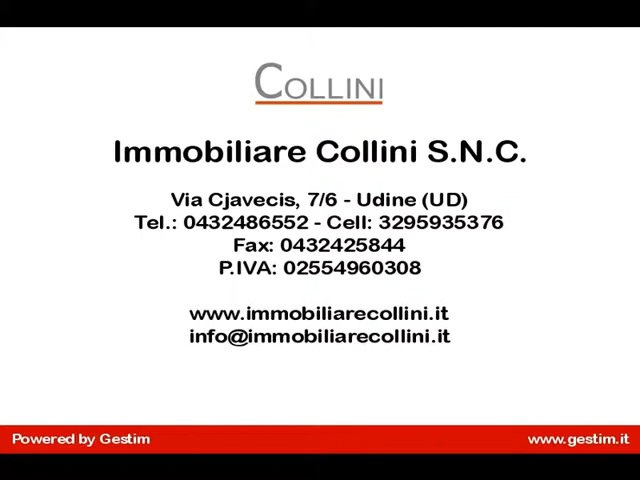 COLLINI
Immobiliare Collini S.N.C.
Via Cjavecis, 7/6 - Udine (UD)
Tel.: 0432486552 - Cell: 3295935376
Fax: 0432425844
P.IVA: 02554960308
www.immobiliarecollini.it
info@immobiliarecollini.it
Powered by Gestim
www.gestim.it